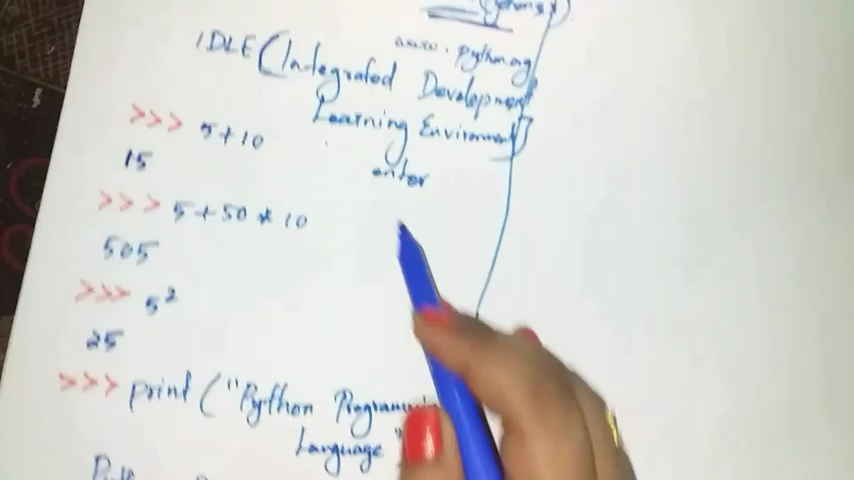 www.python.org
IDLE (Integrated Development
Learning Environment)
>>> 5+10
enter
15
>>> 5+50*10
505
>>> 5²
25
>>> print ("Python Programmi
Language"